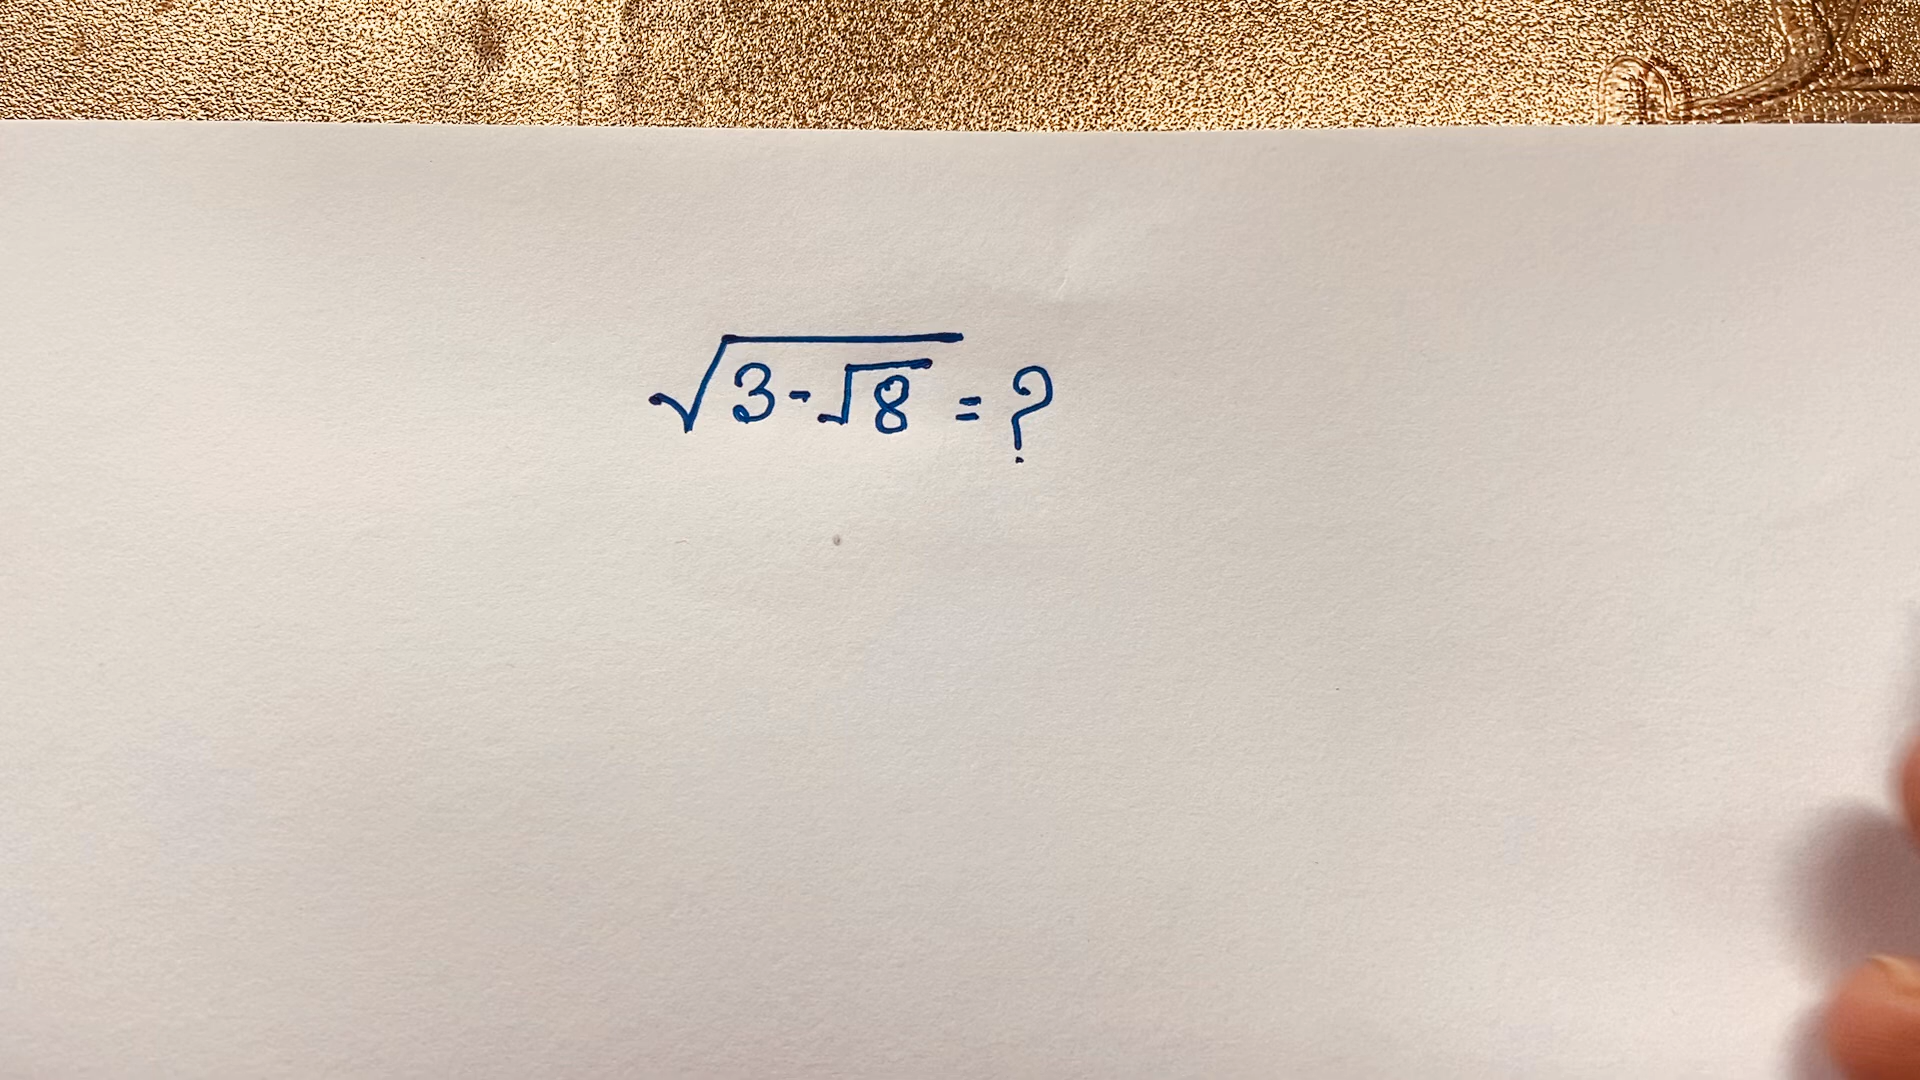 √(3-√8) = ?